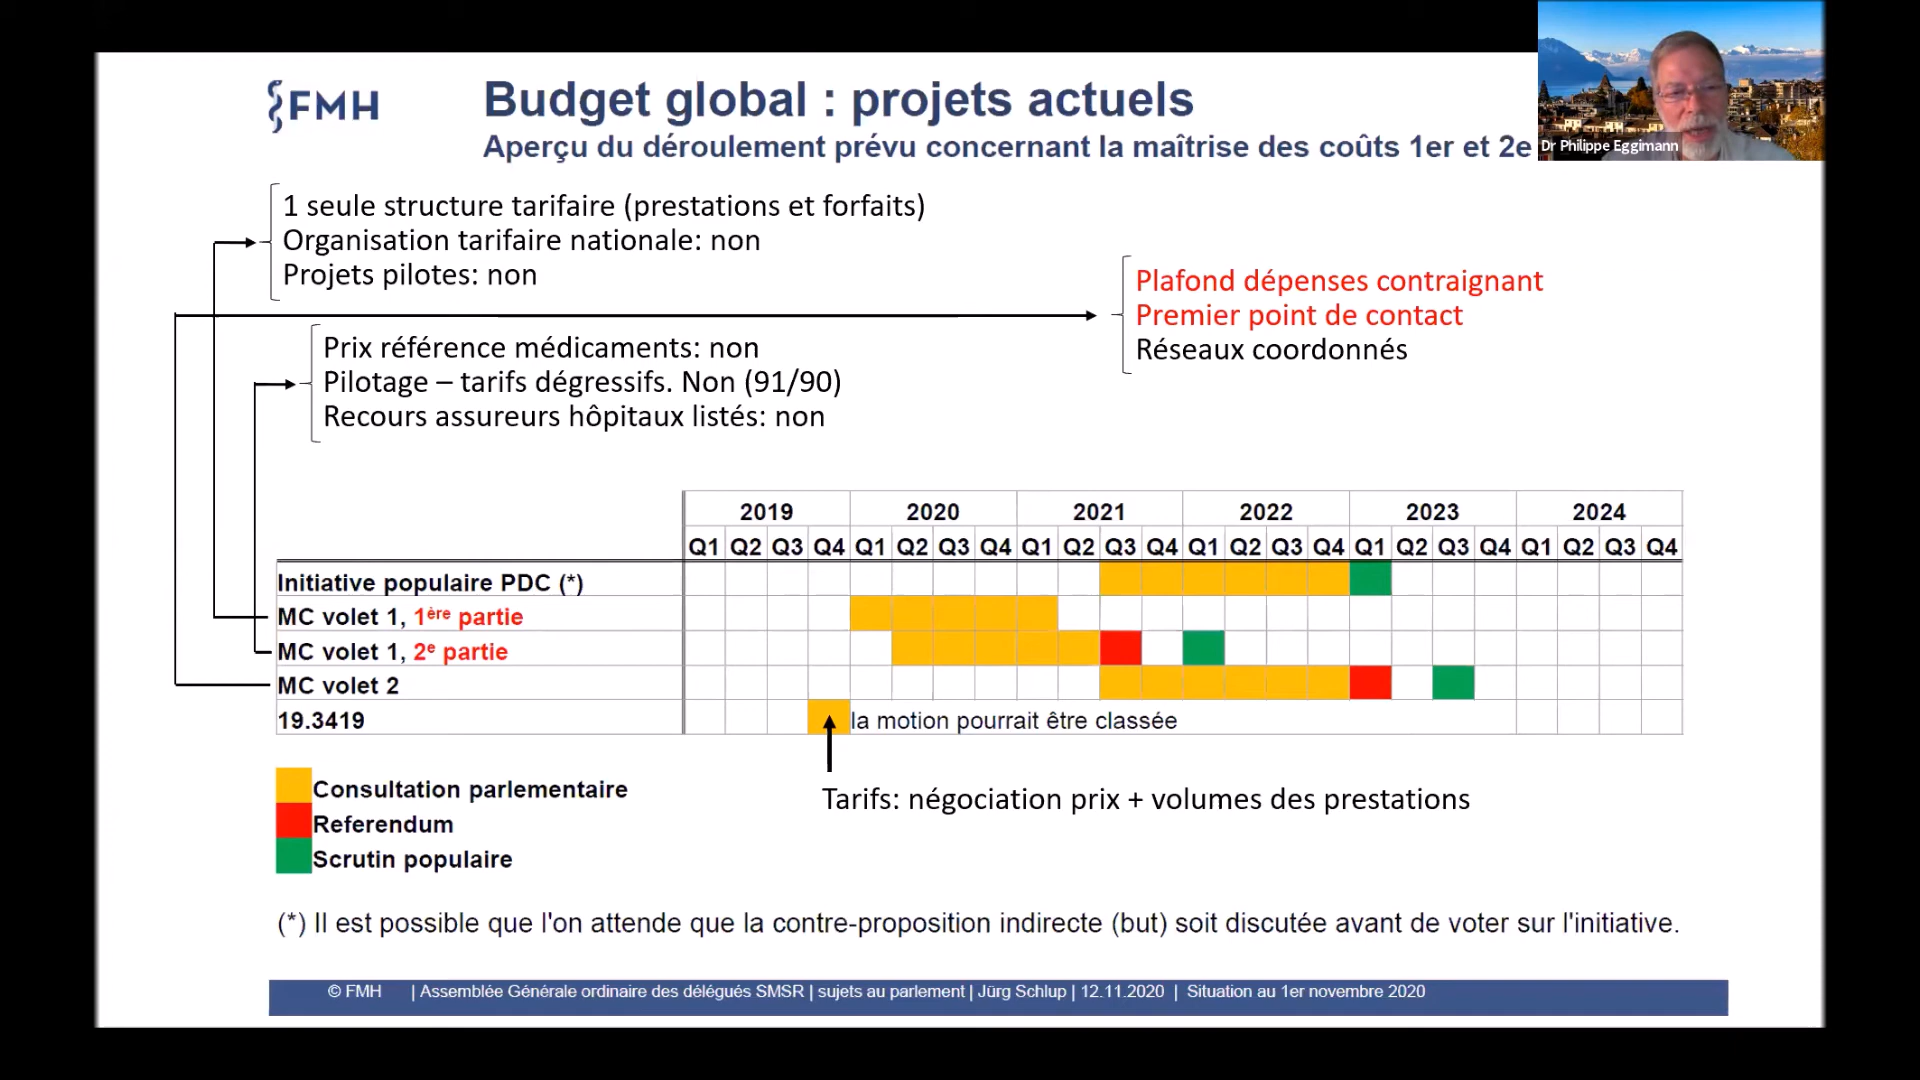 FMH
Budget global : projets actuels
Aperçu du déroulement prévu concernant la maîtrise des coûts 1er et 2e
Dr Philippe Eggimann
1 seule structure tarifaire (prestations et forfaits)
Organisation tarifaire nationale: non
Projets pilotes: non
Plafond dépenses contraignant
Premier point de contact
Réseaux coordonnés
Prix référence médicaments: non
Pilotage – tarifs dégressifs. Non (91/90)
Recours assureurs hôpitaux listés: non
2019 2020 2021 2022 2023 2024
Q1 Q2 Q3 Q4 Q1 Q2 Q3 Q4 Q1 Q2 Q3 Q4 Q1 Q2 Q3 Q4 Q1 Q2 Q3 Q4 Q1 Q2 Q3 Q4
Initiative populaire PDC (*)
MC volet 1, 1ère partie
MC volet 1, 2e partie
MC volet 2
19.3419 la motion pourrait être classée
Tarifs: négociation prix + volumes des prestations
Consultation parlementaire
Referendum
Scrutin populaire
(*) Il est possible que l'on attende que la contre-proposition indirecte (but) soit discutée avant de voter sur l'initiative.
© FMH | Assemblée Générale ordinaire des délégués SMSR | sujets au parlement | Jürg Schlup | 12.11.2020 | Situation au 1er novembre 2020